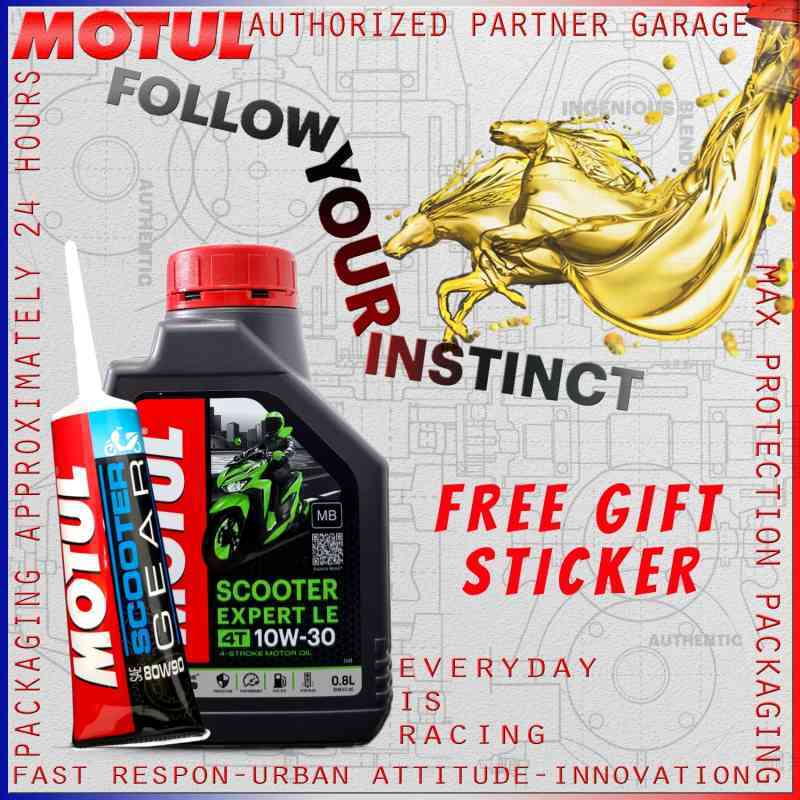 MOTUL AUTHORIZED PARTNER GARAGE
FOLLOW YOUR INSTINCT
INGENIOUS BLEND
AUTHENTIC
PACKAGING APPROXIMATELY 24 HOURS
MAX PROTECTION PACKAGING
MOTUL
SCOOTER
GEAR
SAE 80W90
MOTUL
MB
SCOOTER
EXPERT LE
4T 10W-30
4-STROKE MOTOR OIL
0.8L
FREE GIFT
STICKER
AUTHENTIC
EVERYDAY
IS
RACING
FAST RESPON-URBAN ATTITUDE-INNOVATIONG